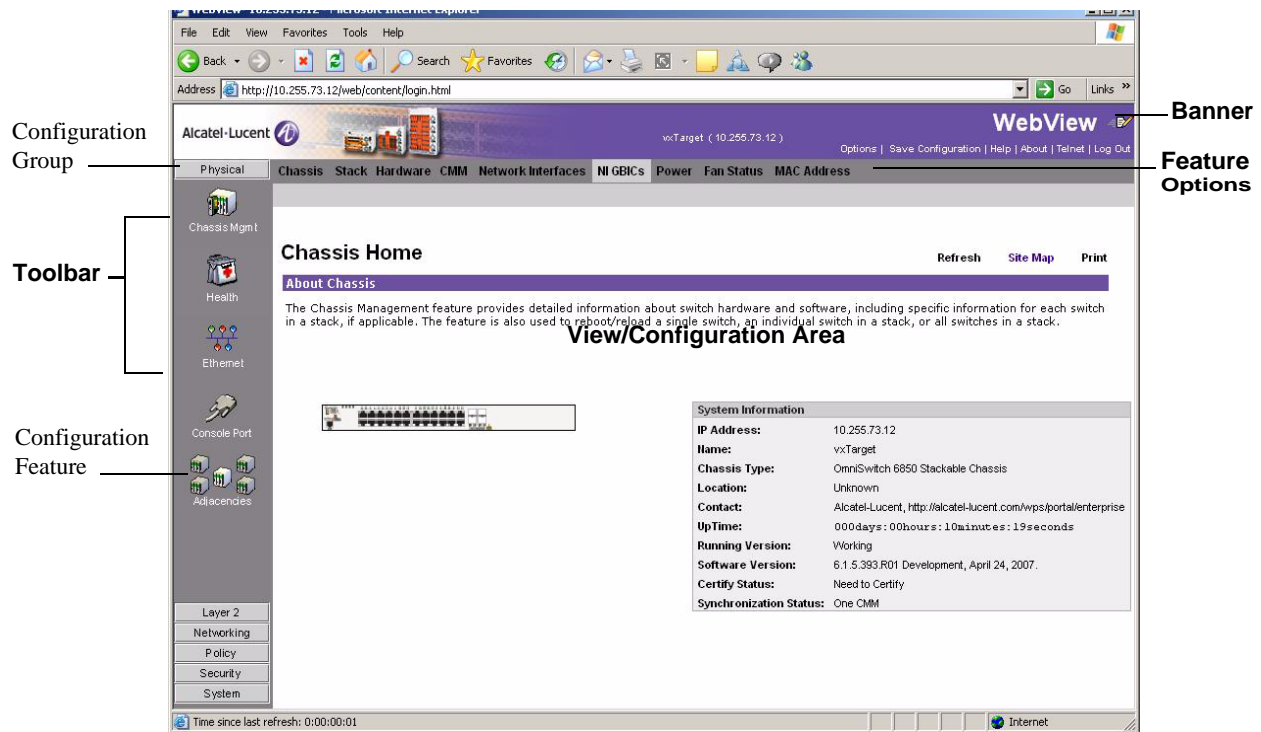 WebView - 10.255.73.12 - Microsoft Internet Explorer
File Edit View Favorites Tools Help
Back Search Favorites
Address http://10.255.73.12/web/content/login.html Go Links »
Alcatel·Lucent
vxTarget ( 10.255.73.12 )
WebView
Options | Save Configuration | Help | About | Telnet | Log Out
Banner
Configuration
Group
Physical
Chassis Stack Hardware CMM Network Interfaces NI GBICs Power Fan Status MAC Address
Feature
Options
Chassis Mgmt
Toolbar
Health
Ethernet
Console Port
Configuration
Feature
Adjacencies
Layer 2
Networking
Policy
Security
System
Chassis Home
Refresh Site Map Print
About Chassis
The Chassis Management feature provides detailed information about switch hardware and software, including specific information for each switch
in a stack, if applicable. The feature is also used to reboot/reload a single switch, an individual switch in a stack, or all switches in a stack.
View/Configuration Area
System Information
IP Address: 10.255.73.12
Name: vxTarget
Chassis Type: OmniSwitch 6850 Stackable Chassis
Location: Unknown
Contact: Alcatel-Lucent, http://alcatel-lucent.com/wps/portal/enterprise
UpTime: 000days:00hours:10minutes:19seconds
Running Version: Working
Software Version: 6.1.5.393.R01 Development, April 24, 2007.
Certify Status: Need to Certify
Synchronization Status: One CMM
Time since last refresh: 0:00:00:01
Internet